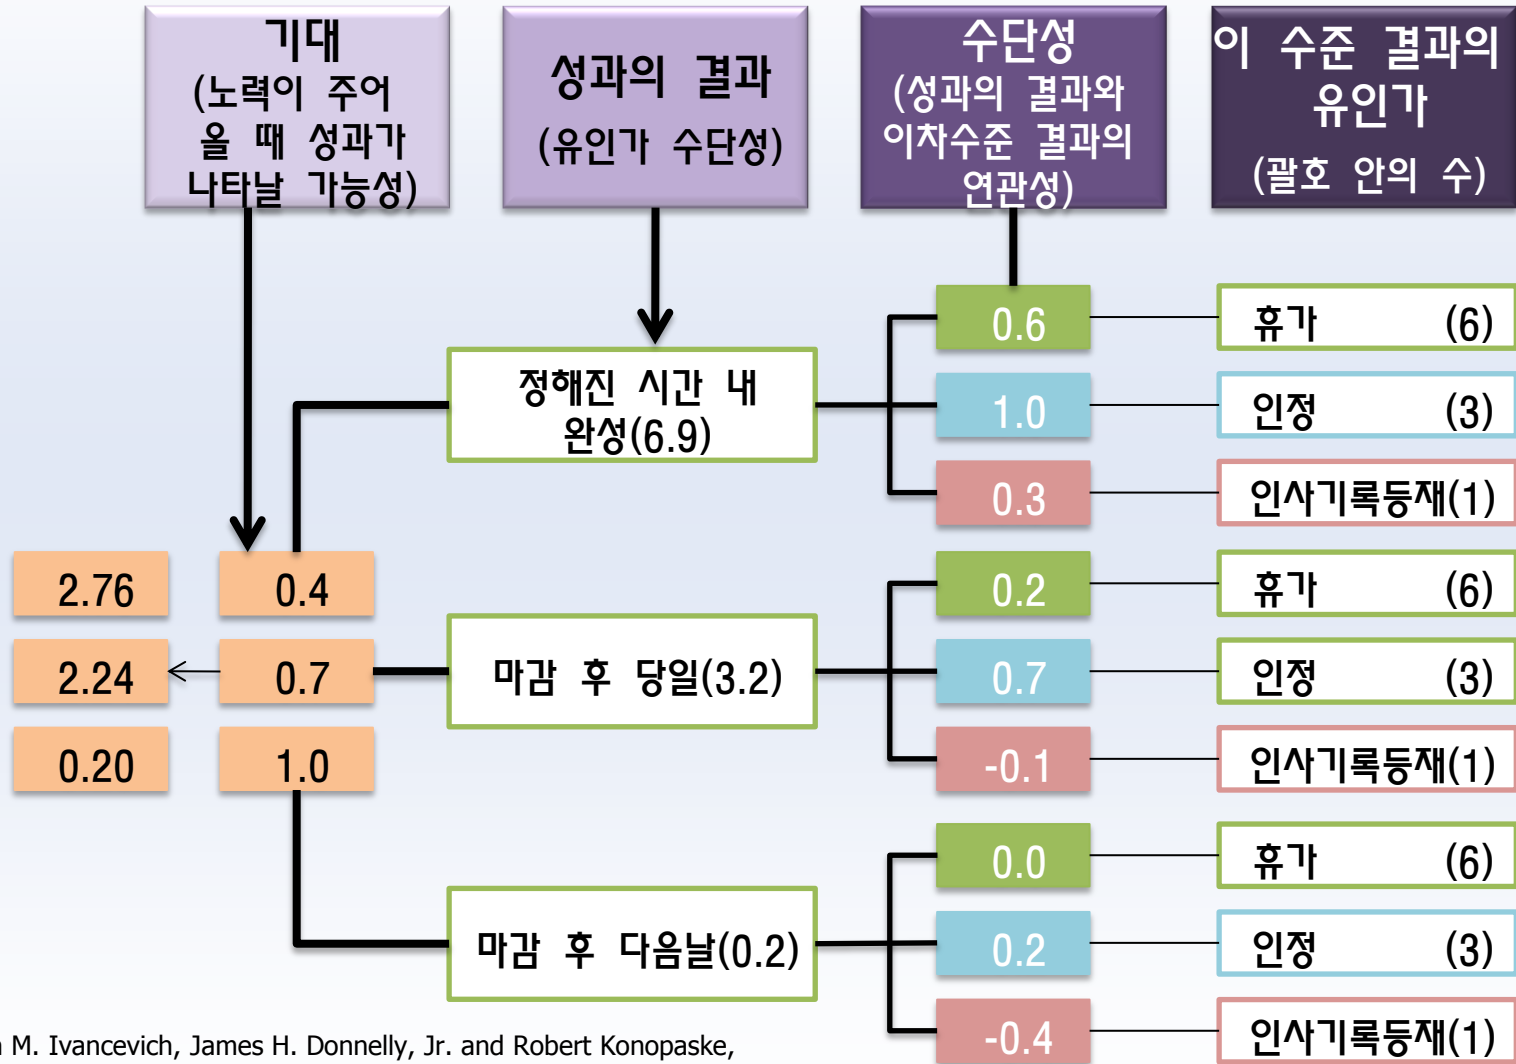 기대
(노력이 주어
올 때 성과가
나타날 가능성)
성과의 결과
(유인가 수단성)
수단성
(성과의 결과와
이차수준 결과의
연관성)
이 수준 결과의
유인가
(괄호 안의 수)
정해진 시간 내
완성(6.9)
0.6
휴가 (6)
1.0
인정 (3)
0.3
인사기록등재(1)
2.76
0.4
2.24
0.7
0.20
1.0
마감 후 당일(3.2)
0.2
휴가 (6)
0.7
인정 (3)
-0.1
인사기록등재(1)
마감 후 다음날(0.2)
0.0
휴가 (6)
0.2
인정 (3)
-0.4
인사기록등재(1)
M. Ivancevich, James H. Donnelly, Jr. and Robert Konopaske,